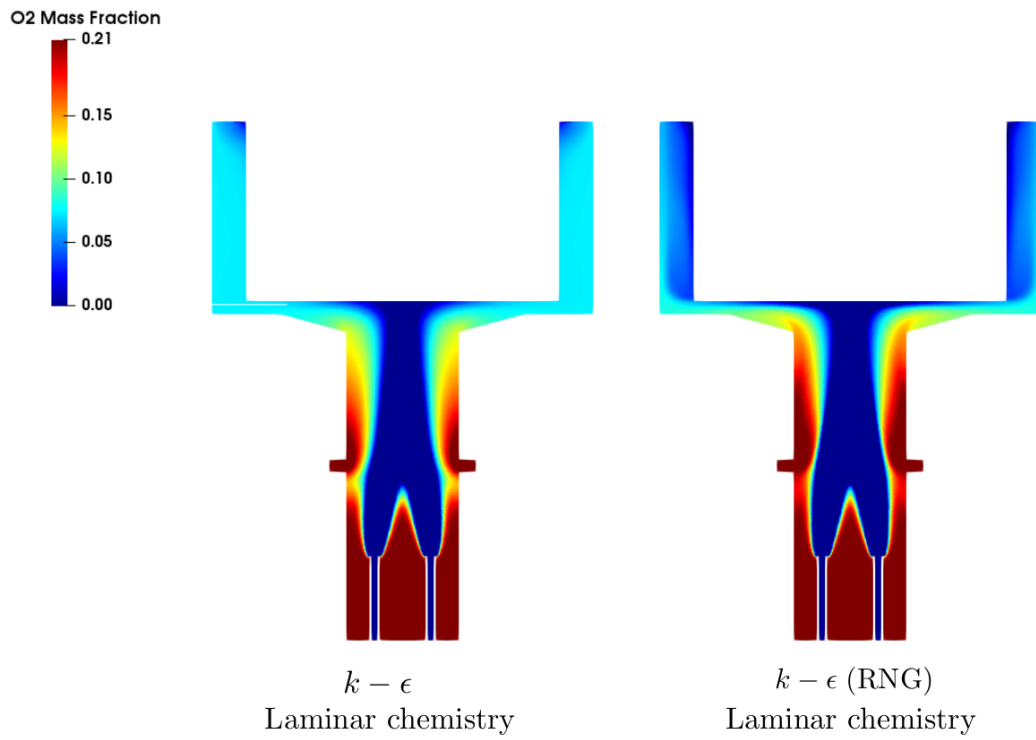 O2 Mass Fraction
0.21
0.15
0.10
0.05
0.00
k − ϵ
Laminar chemistry
k − ϵ (RNG)
Laminar chemistry